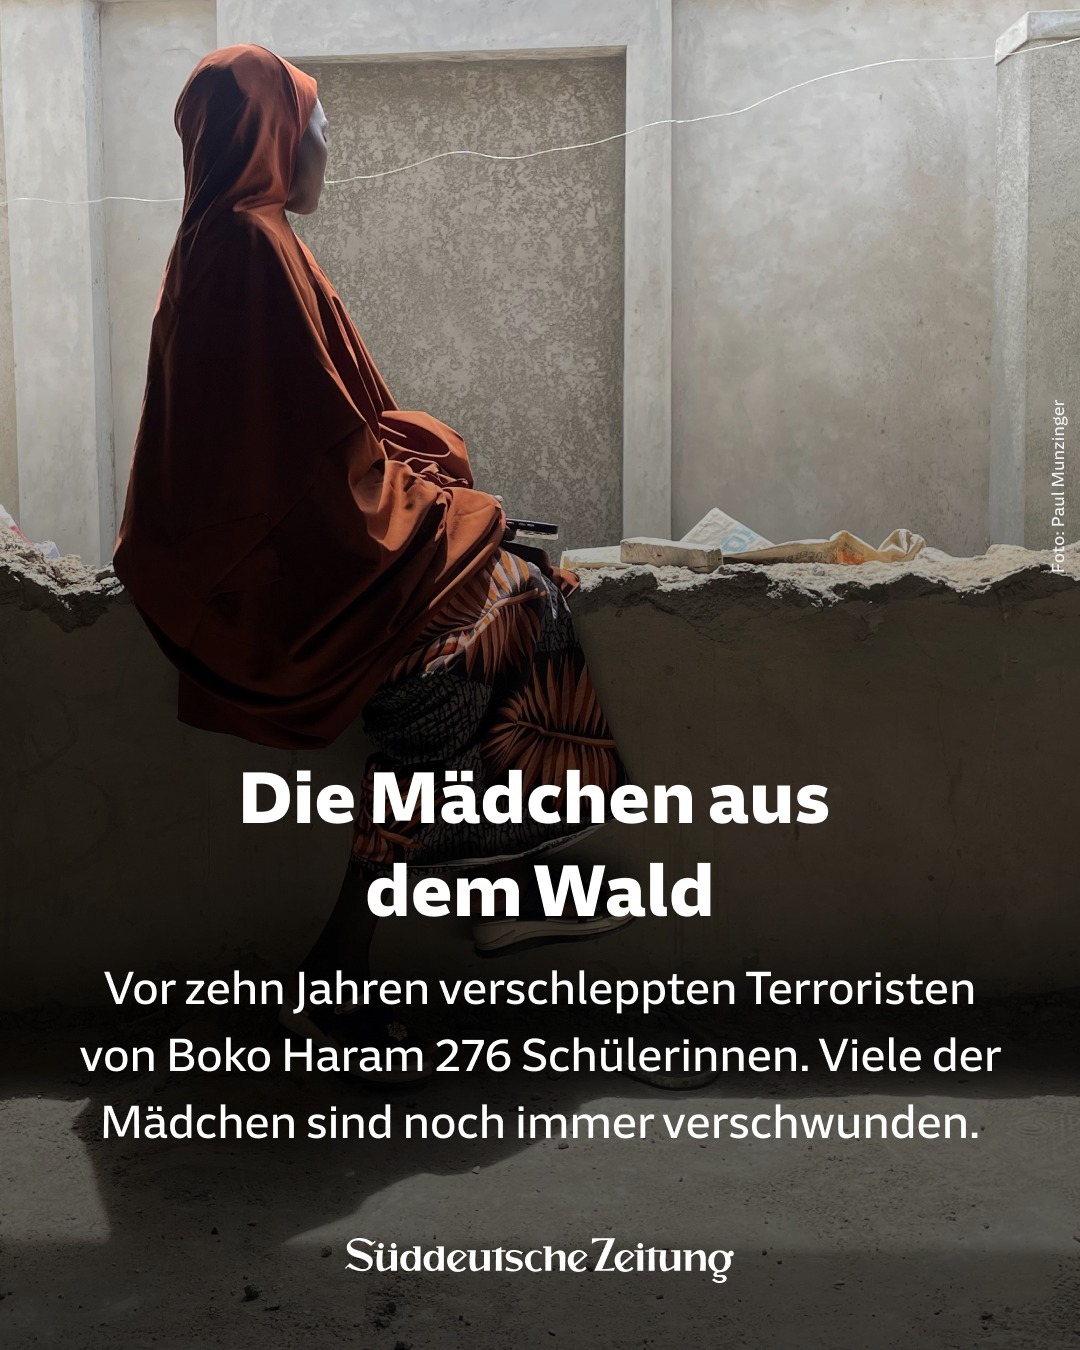 Foto: Paul Munzinger
Die Mädchen aus
dem Wald
Vor zehn Jahren verschleppten Terroristen
von Boko Haram 276 Schülerinnen. Viele der
Mädchen sind noch immer verschwunden.
Süddeutsche Zeitung